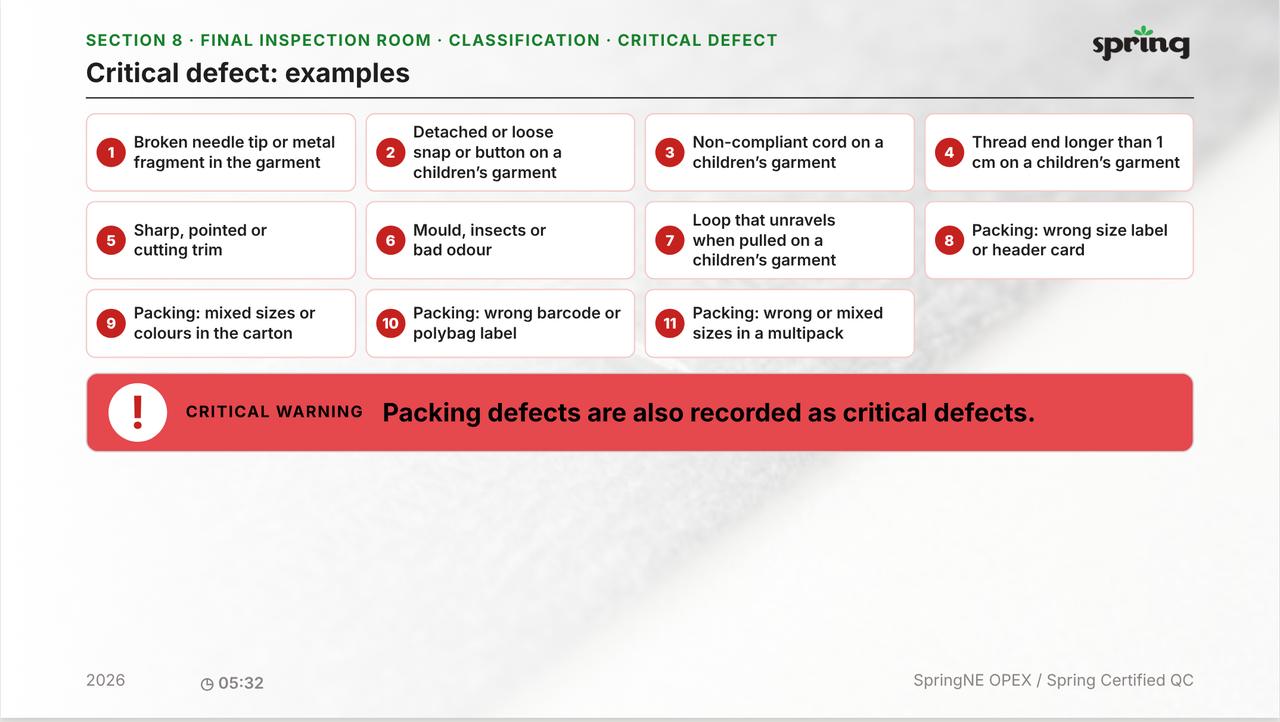 SECTION 8 · FINAL INSPECTION ROOM · CLASSIFICATION · CRITICAL DEFECT
spring
Critical defect: examples
1
Broken needle tip or metal
fragment in the garment
2
Detached or loose
snap or button on a
children’s garment
3
Non-compliant cord on a
children’s garment
4
Thread end longer than 1
cm on a children’s garment
5
Sharp, pointed or
cutting trim
6
Mould, insects or
bad odour
7
Loop that unravels
when pulled on a
children’s garment
8
Packing: wrong size label
or header card
9
Packing: mixed sizes or
colours in the carton
10
Packing: wrong barcode or
polybag label
11
Packing: wrong or mixed
sizes in a multipack
! CRITICAL WARNING Packing defects are also recorded as critical defects.
2026
05:32
SpringNE OPEX / Spring Certified QC